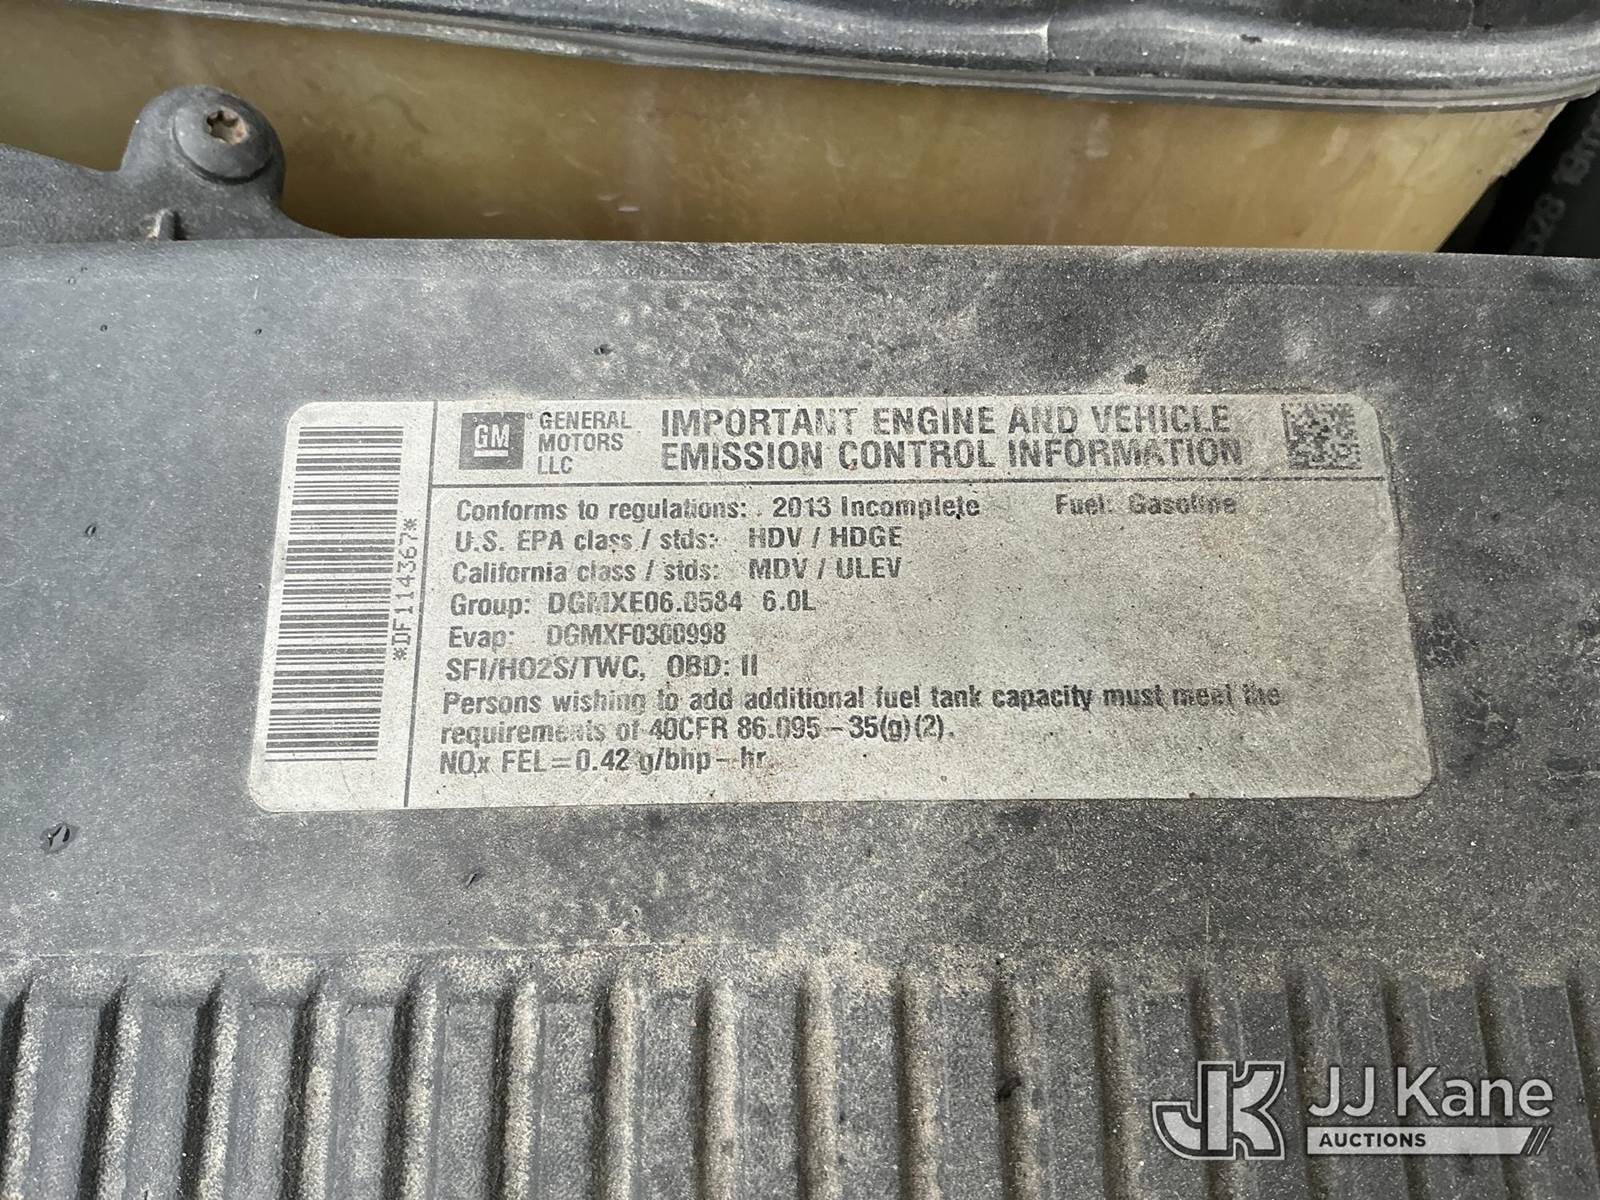 528 19m
GM GENERAL MOTORS LLC
IMPORTANT ENGINE AND VEHICLE
EMISSION CONTROL INFORMATION
Conforms to regulations: 2013 Incomplete Fuel: Gasoline
U.S. EPA class / stds: HDV / HDGE
California class / stds: MDV / ULEV
Group: DGMXE06.0584 6.0L
Evap: DGMXF0300998
SFI/HO2S/TWC, OBD: II
Persons wishing to add additional fuel tank capacity must meet the
requirements of 40CFR 86.095-35(g)(2).
NOx FEL=0.42 g/bhp-hr
*DF114367*
JK JJ Kane
AUCTIONS